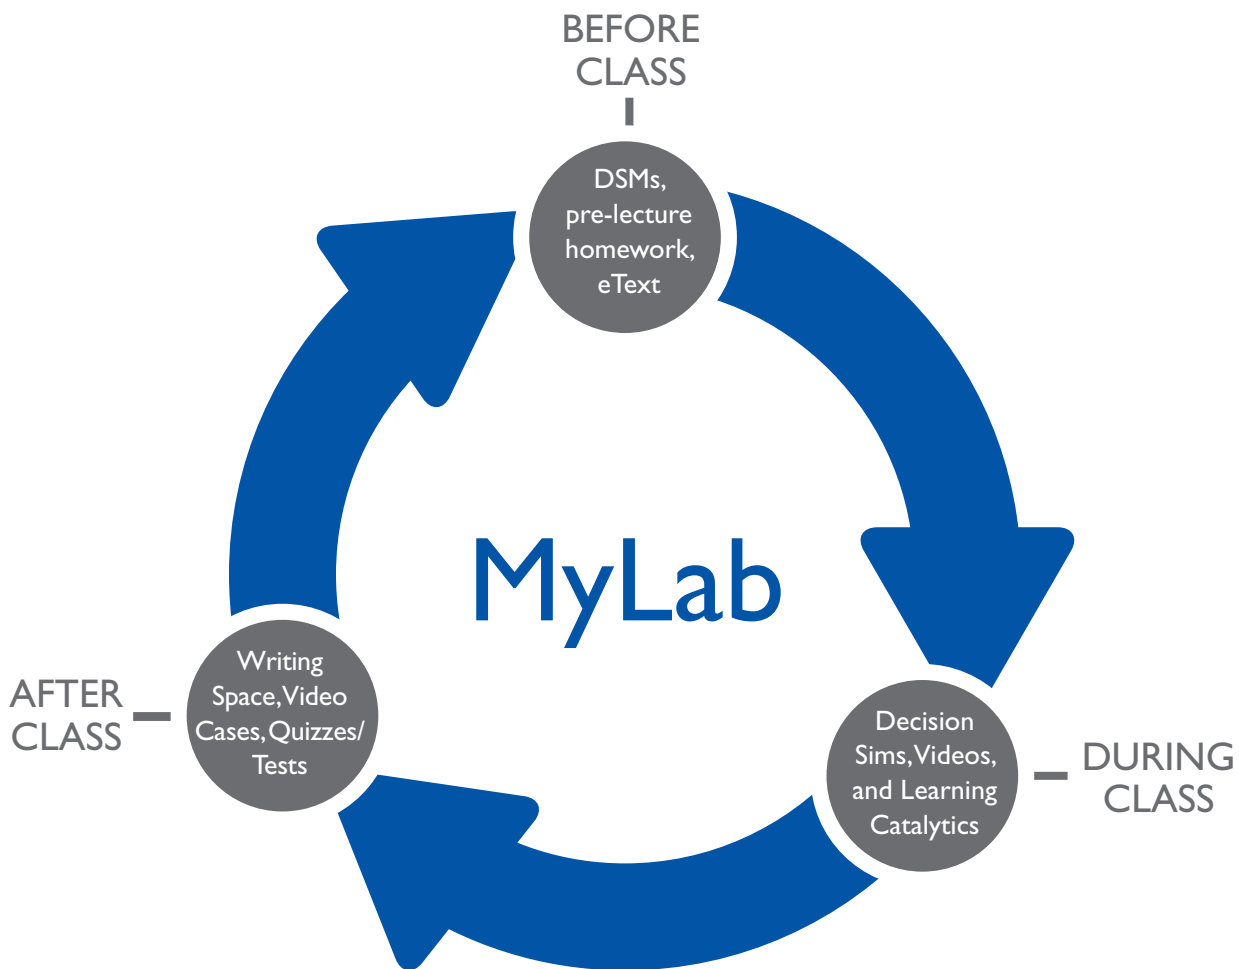 BEFORE
CLASS
DSMs,
pre-lecture
homework,
eText
MyLab
AFTER
CLASS
Writing
Space, Video
Cases, Quizzes/
Tests
Decision
Sims, Videos,
and Learning
Catalytics
DURING
CLASS